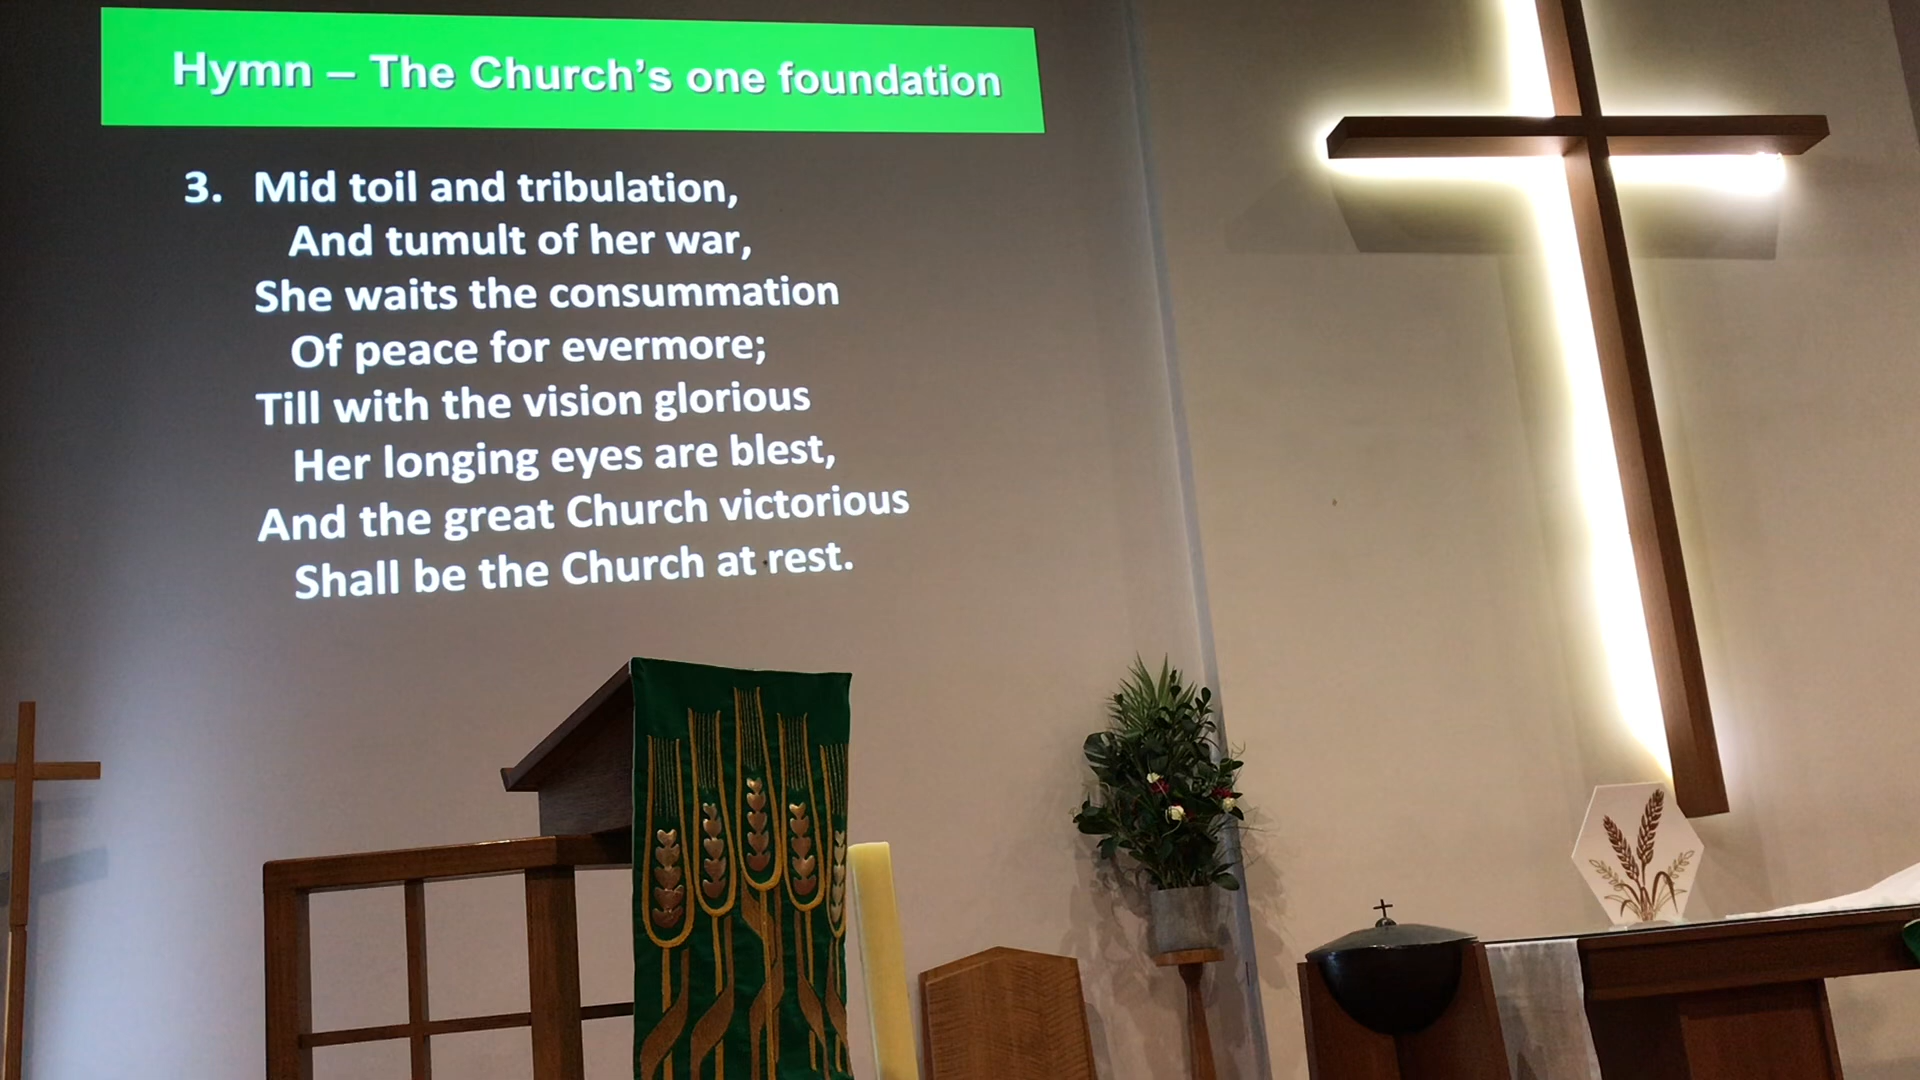 Hymn – The Church’s one foundation
3. Mid toil and tribulation,
And tumult of her war,
She waits the consummation
Of peace for evermore;
Till with the vision glorious
Her longing eyes are blest,
And the great Church victorious
Shall be the Church at rest.